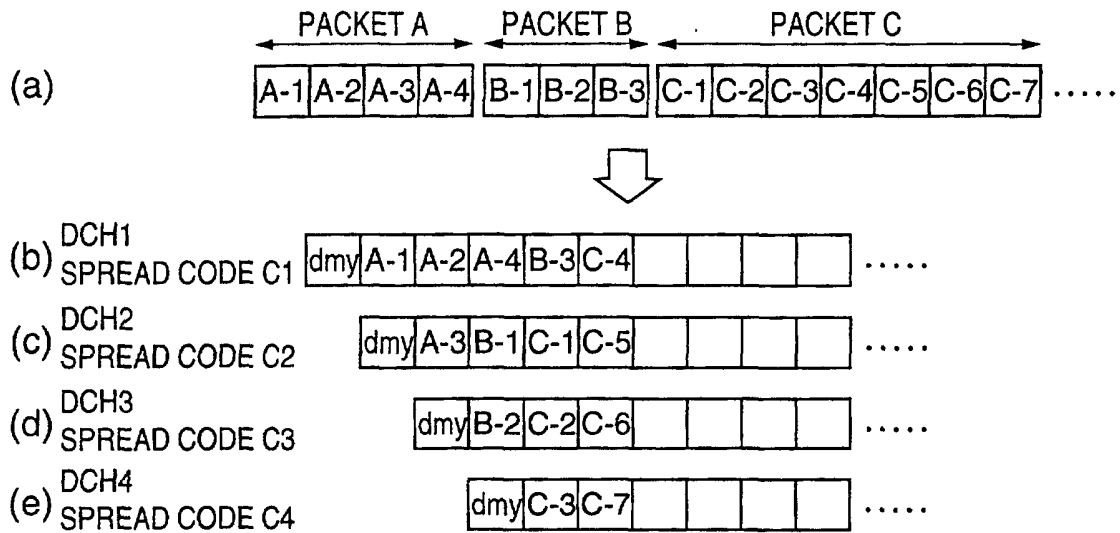 PACKET A PACKET B PACKET C
(a) A-1 A-2 A-3 A-4 B-1 B-2 B-3 C-1 C-2 C-3 C-4 C-5 C-6 C-7 .....
(b) DCH1
SPREAD CODE C1 dmy A-1 A-2 A-4 B-3 C-4 .....
(c) DCH2
SPREAD CODE C2 dmy A-3 B-1 C-1 C-5 .....
(d) DCH3
SPREAD CODE C3 dmy B-2 C-2 C-6 .....
(e) DCH4
SPREAD CODE C4 dmy C-3 C-7 .....